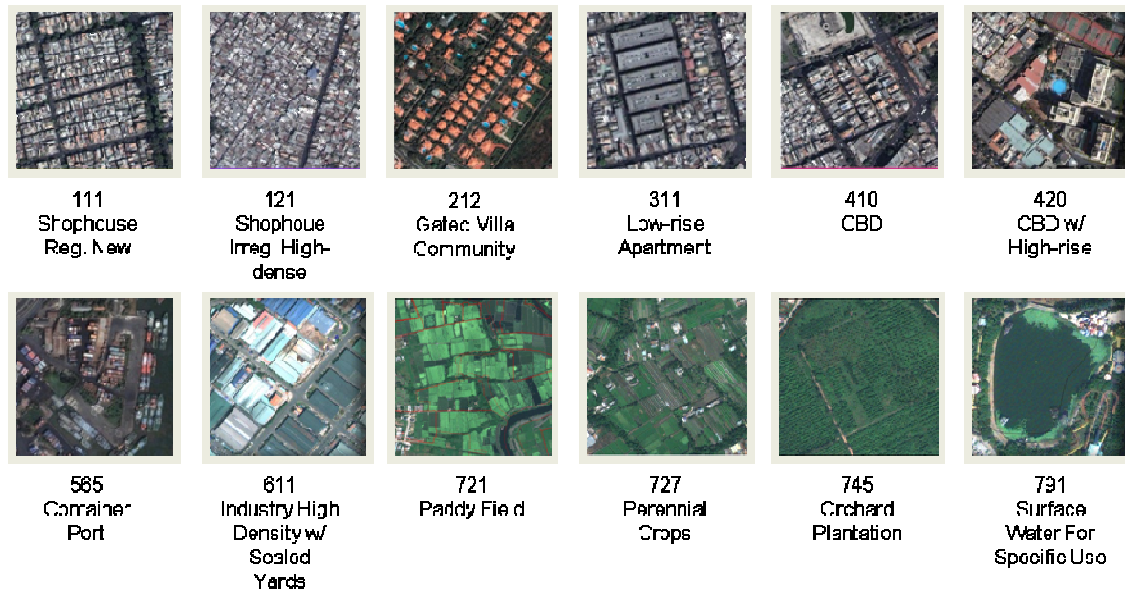 111
Shophouse
Reg. New
121
Shophoue
Irreg. High-
dense
212
Gated Villa
Community
311
Low-rise
Apartment
410
CBD
420
CBD w/
High-rise
565
Container
Port
611
Industry High
Density w/
Sealed
Yards
721
Paddy Field
727
Perennial
Crops
745
Orchard
Plantation
791
Surface
Water For
Specific Use